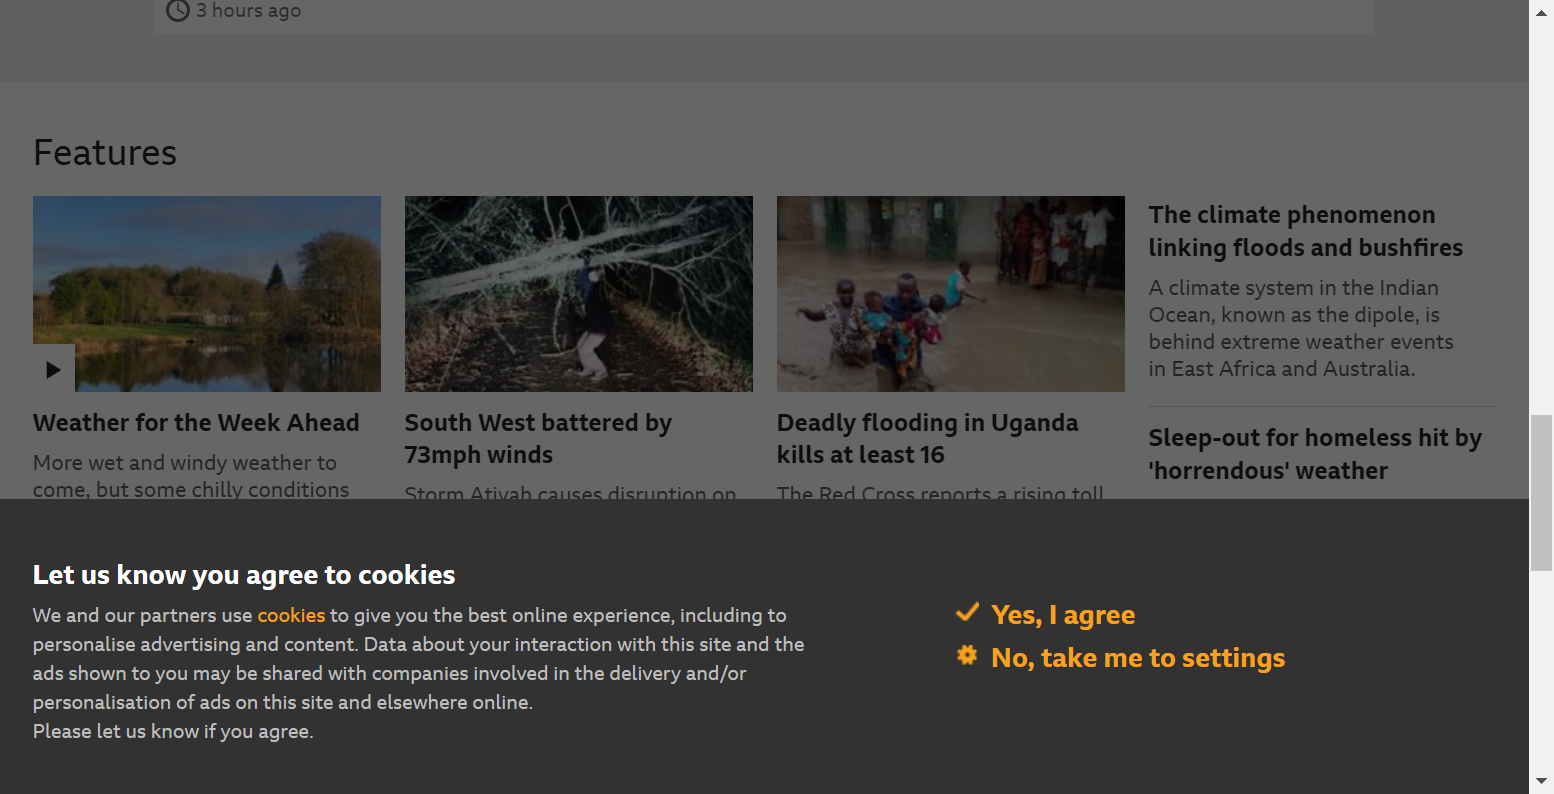 3 hours ago
Features
Weather for the Week Ahead
More wet and windy weather to
come, but some chilly conditions
South West battered by
73mph winds
Storm Atiyah causes disruption on
Deadly flooding in Uganda
kills at least 16
The Red Cross reports a rising toll
The climate phenomenon
linking floods and bushfires
A climate system in the Indian
Ocean, known as the dipole, is
behind extreme weather events
in East Africa and Australia.
Sleep-out for homeless hit by
'horrendous' weather
Let us know you agree to cookies
We and our partners use cookies to give you the best online experience, including to
personalise advertising and content. Data about your interaction with this site and the
ads shown to you may be shared with companies involved in the delivery and/or
personalisation of ads on this site and elsewhere online.
Please let us know if you agree.
Yes, I agree
No, take me to settings